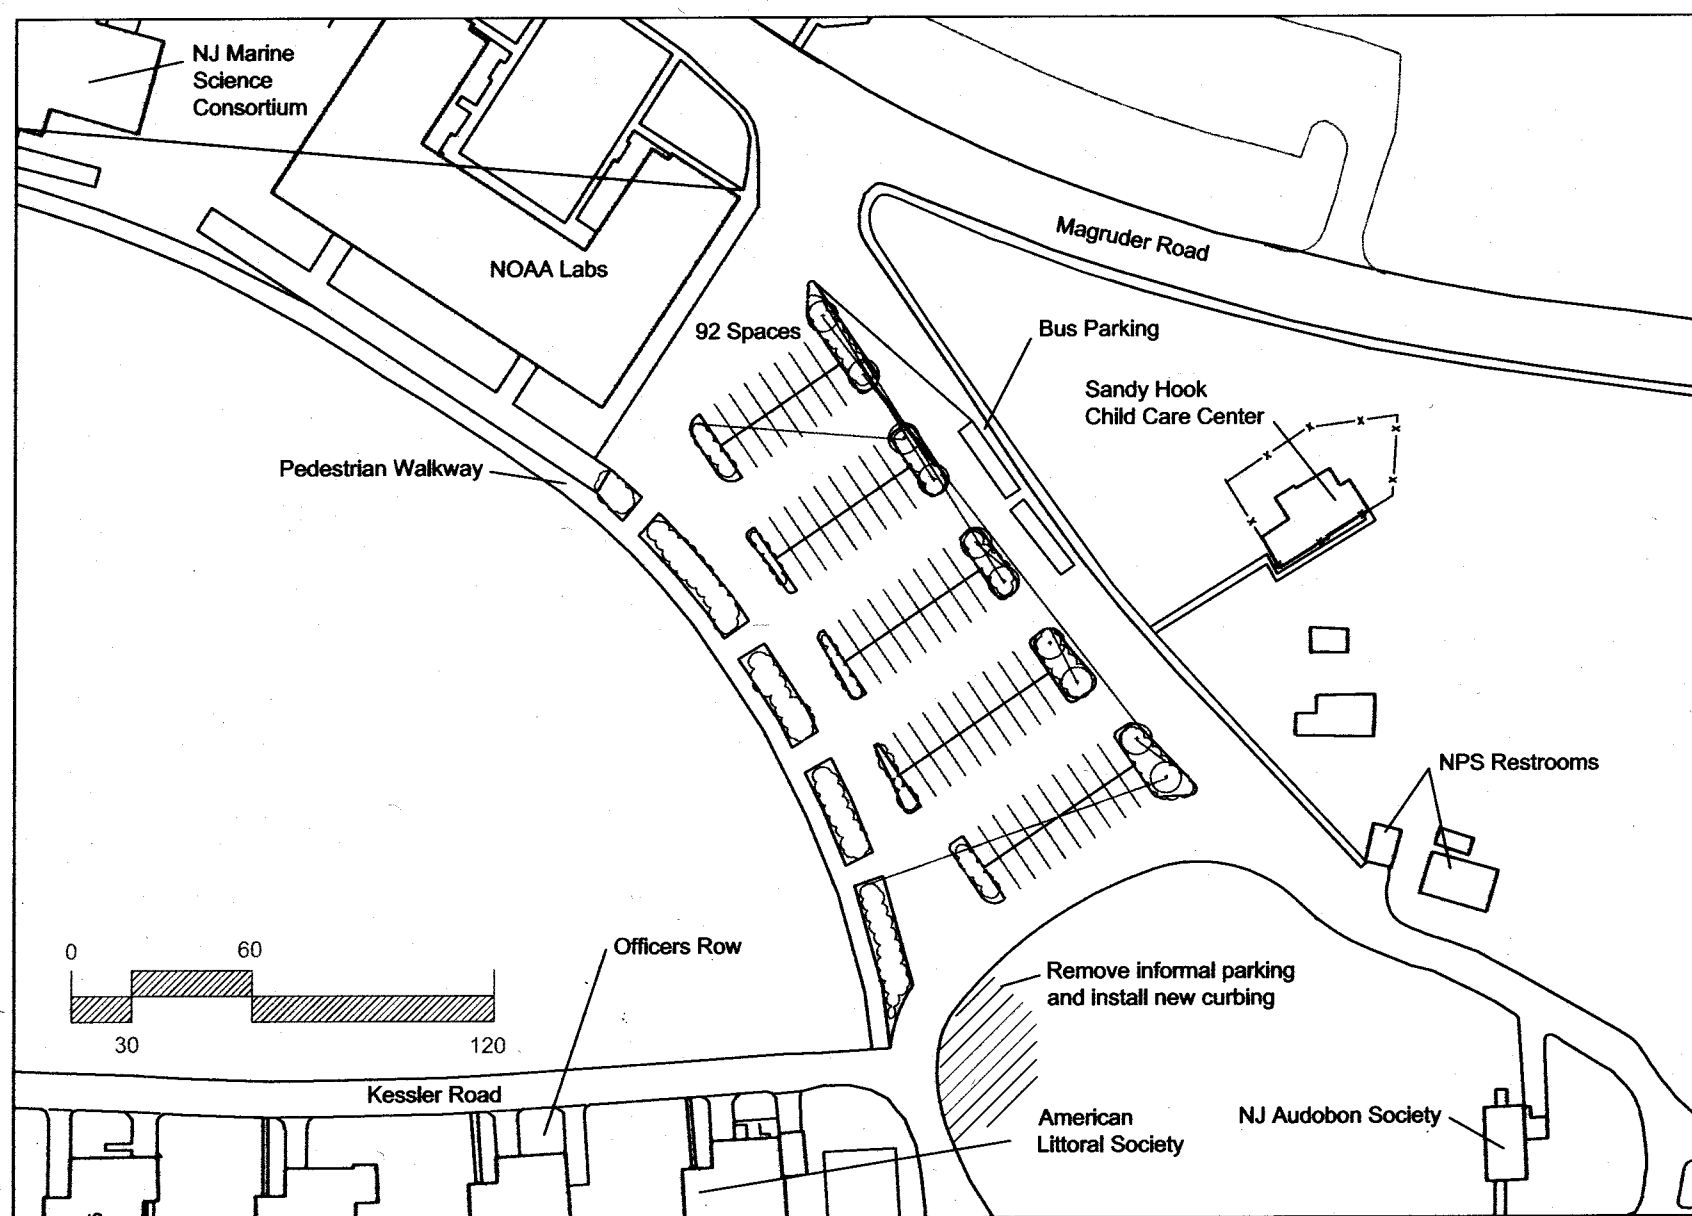 NJ Marine
Science
Consortium
NOAA Labs
Magruder Road
92 Spaces
Bus Parking
Sandy Hook
Child Care Center
Pedestrian Walkway
NPS Restrooms
Officers Row
0
60
30
120
Remove informal parking
and install new curbing
Kessler Road
American
Littoral Society
NJ Audobon Society